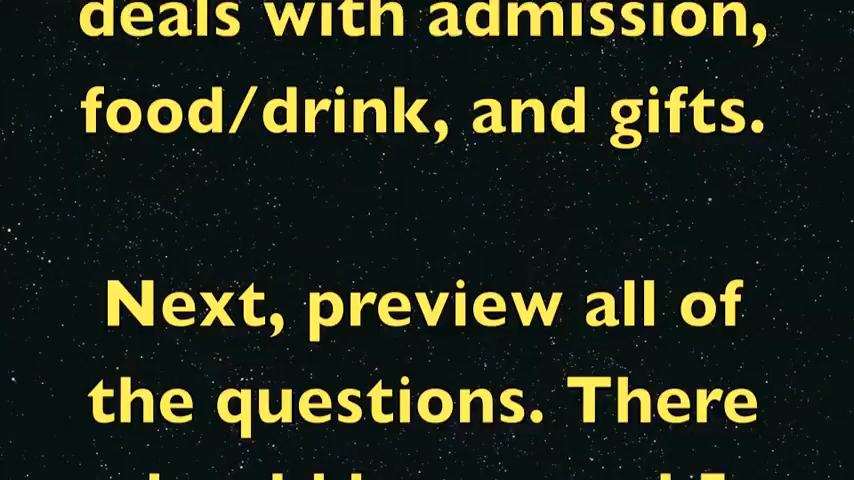 deals with admission,
food/drink, and gifts.
Next, preview all of
the questions. There